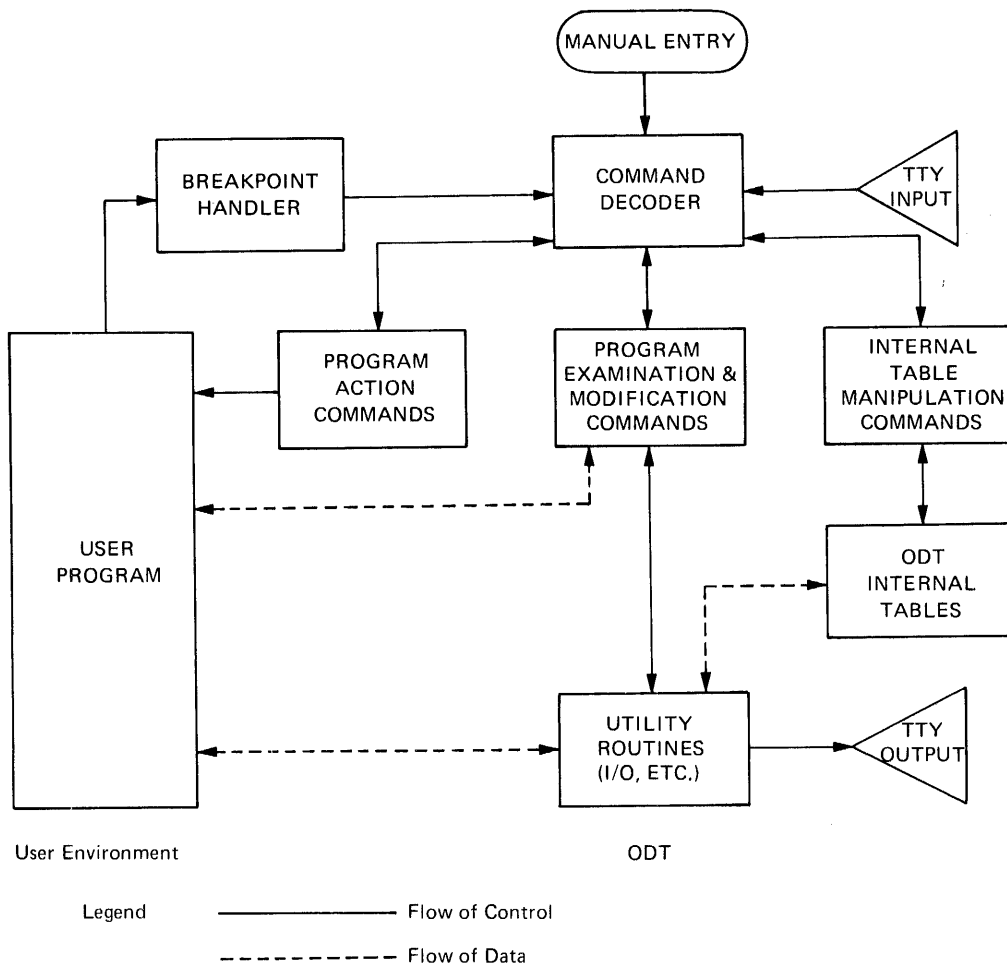 MANUAL ENTRY
BREAKPOINT
HANDLER
COMMAND
DECODER
TTY
INPUT
PROGRAM
ACTION
COMMANDS
PROGRAM
EXAMINATION &
MODIFICATION
COMMANDS
INTERNAL
TABLE
MANIPULATION
COMMANDS
USER
PROGRAM
ODT
INTERNAL
TABLES
UTILITY
ROUTINES
(I/O, ETC.)
TTY
OUTPUT
User Environment
ODT
Legend
Flow of Control
Flow of Data